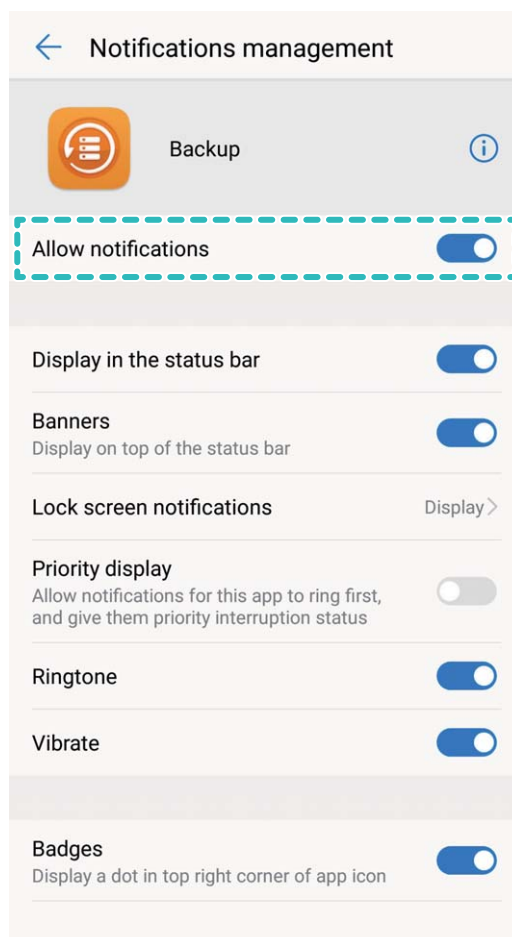 Notifications management
Backup
Allow notifications
Display in the status bar
Banners
Display on top of the status bar
Lock screen notifications Display
Priority display
Allow notifications for this app to ring first,
and give them priority interruption status
Ringtone
Vibrate
Badges
Display a dot in top right corner of app icon